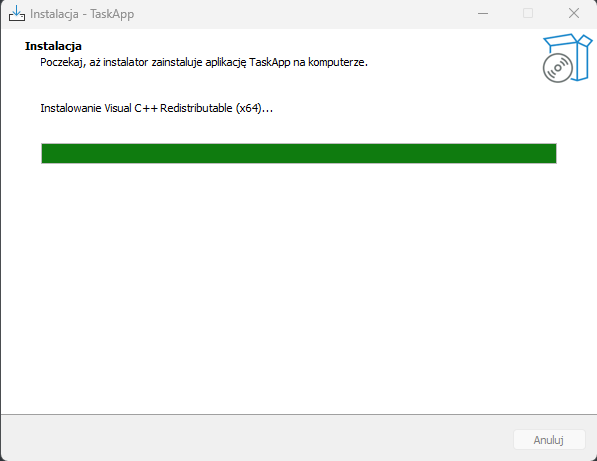 Instalacja - TaskApp
Instalacja
Poczekaj, aż instalator zainstaluje aplikację TaskApp na komputerze.
Instalowanie Visual C++ Redistributable (x64)...
Anuluj